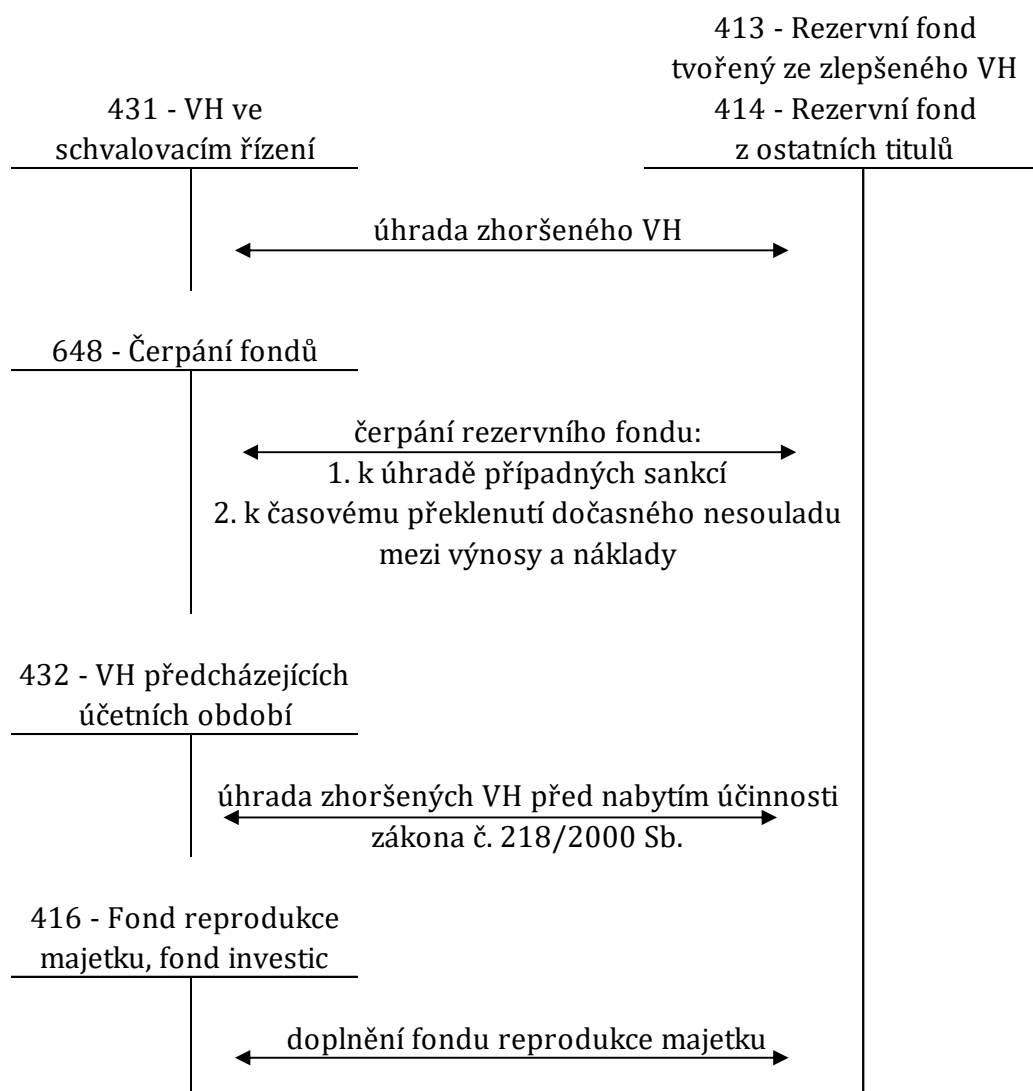 413 - Rezervní fond
tvořený ze zlepšeného VH
431 - VH ve
schvalovacím řízení
414 - Rezervní fond
z ostatních titulů
úhrada zhoršeného VH
648 - Čerpání fondů
čerpání rezervního fondu:
1. k úhradě případných sankcí
2. k časovému překlenutí dočasného nesouladu
mezi výnosy a náklady
432 - VH předcházejících
účetních období
úhrada zhoršených VH před nabytím účinnosti
zákona č. 218/2000 Sb.
416 - Fond reprodukce
majetku, fond investic
doplnění fondu reprodukce majetku